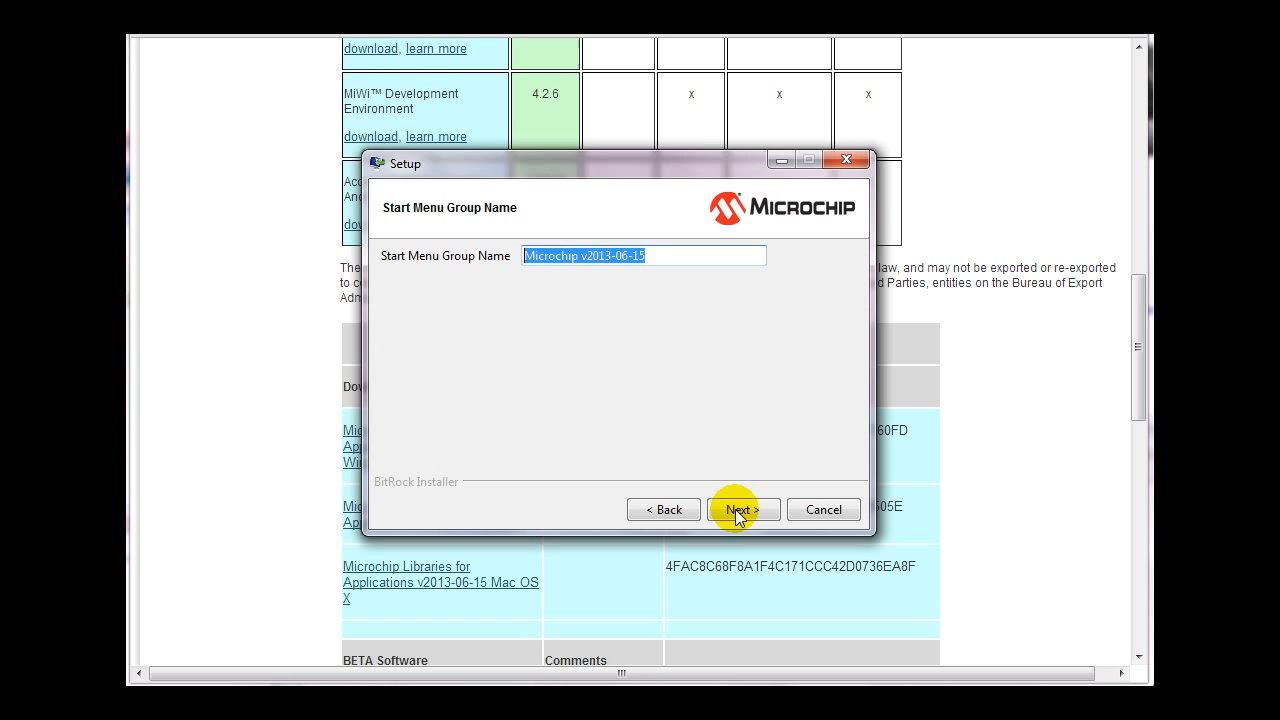 download, learn more
MiWi™ Development
Environment
4.2.6
x
x
x
download, learn more
Setup
Start Menu Group Name
MICROCHIP
Start Menu Group Name
Microchip v2013-06-15
The
law, and may not be exported or re-exported
d Parties, entities on the Bureau of Export
BitRock Installer
< Back
Next >
Cancel
60FD
Microchip Libraries for
Applications v2013-06-15 Mac OS
X
4FAC8C68F8A1F4C171CCC42D0736EA8F
BETA Software
Comments